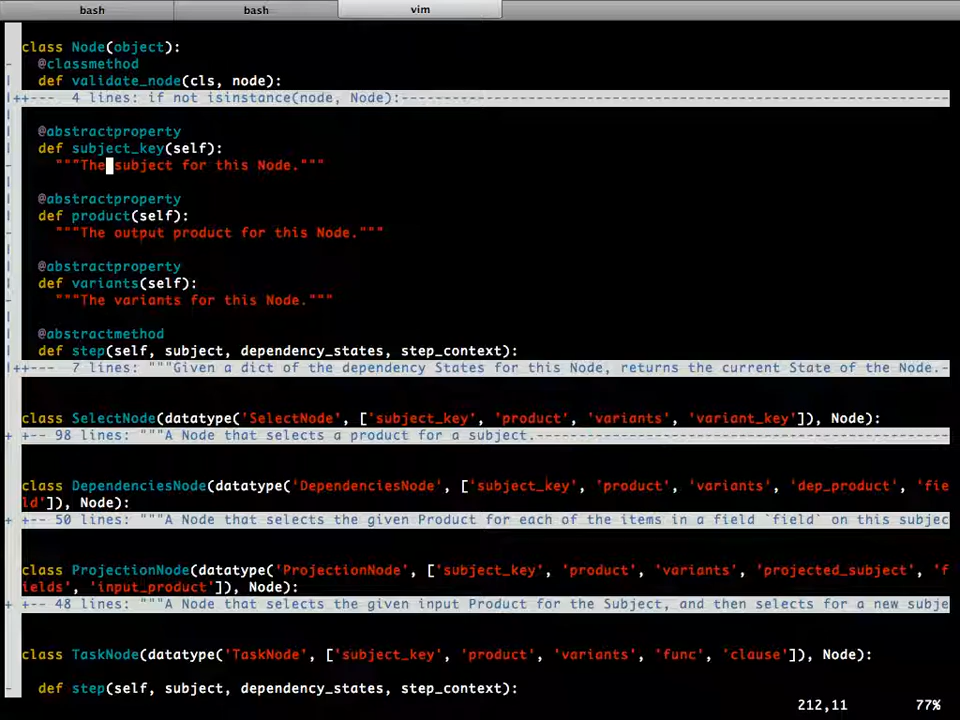 bash bash vim
class Node(object):
- @classmethod
| def validate_node(cls, node):
|++--- 4 lines: if not isinstance(node, Node):------------------------------------------------------------------
@abstractproperty
def subject_key(self):
"""The subject for this Node."""
@abstractproperty
def product(self):
"""The output product for this Node."""
@abstractproperty
def variants(self):
"""The variants for this Node."""
@abstractmethod
def step(self, subject, dependency_states, step_context):
|++--- 7 lines: """Given a dict of the dependency States for this Node, returns the current State of the Node.-
class SelectNode(datatype('SelectNode', ['subject_key', 'product', 'variants', 'variant_key']), Node):
+ +-- 98 lines: """A Node that selects a product for a subject.-------------------------------------------------
class DependenciesNode(datatype('DependenciesNode', ['subject_key', 'product', 'variants', 'dep_product', 'fie
ld']), Node):
+ +-- 50 lines: """A Node that selects the given Product for each of the items in a field `field` on this subjec
class ProjectionNode(datatype('ProjectionNode', ['subject_key', 'product', 'variants', 'projected_subject', 'f
ields', 'input_product']), Node):
+ +-- 48 lines: """A Node that selects the given input Product for the Subject, and then selects for a new subje
class TaskNode(datatype('TaskNode', ['subject_key', 'product', 'variants', 'func', 'clause']), Node):
- def step(self, subject, dependency_states, step_context):
212,11 77%